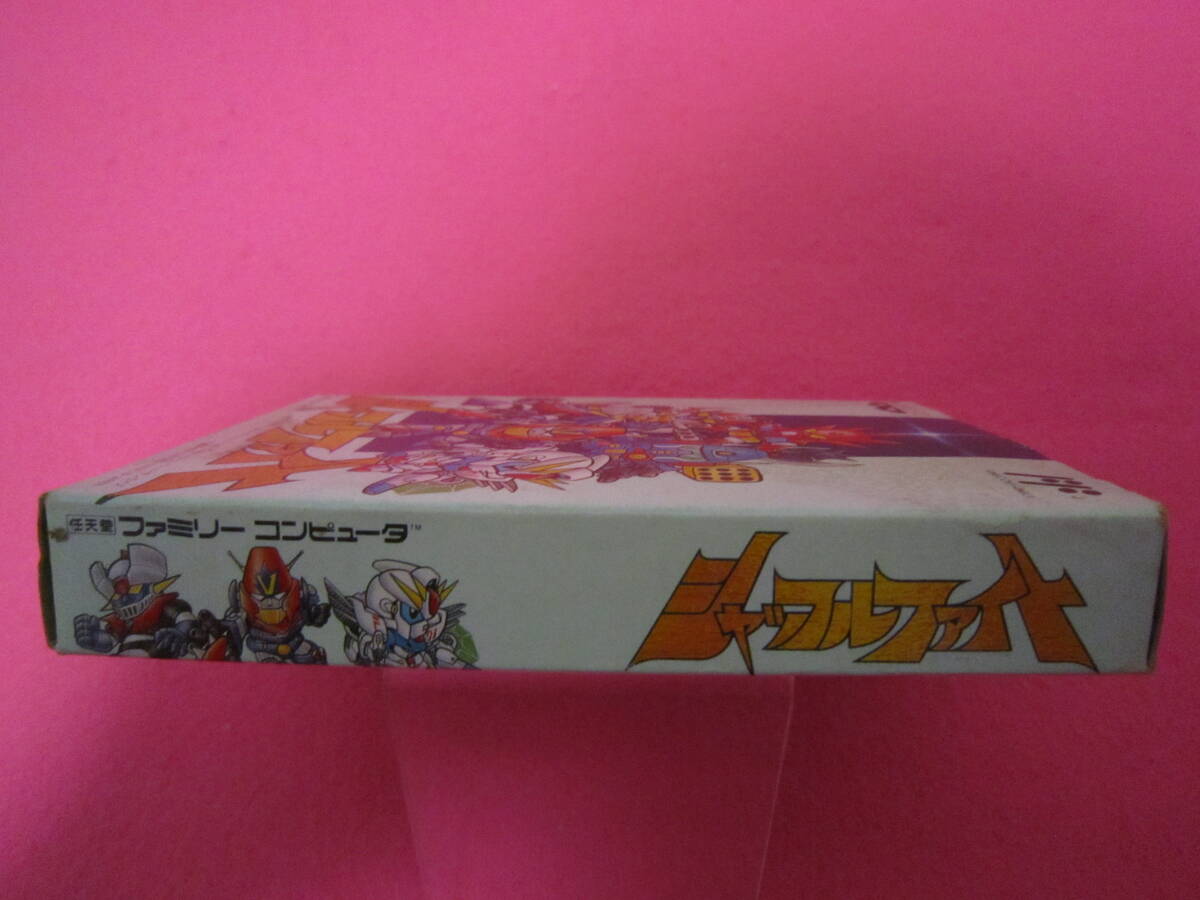 任天堂 ファミリー コンピュータ™
シャッフルファイト